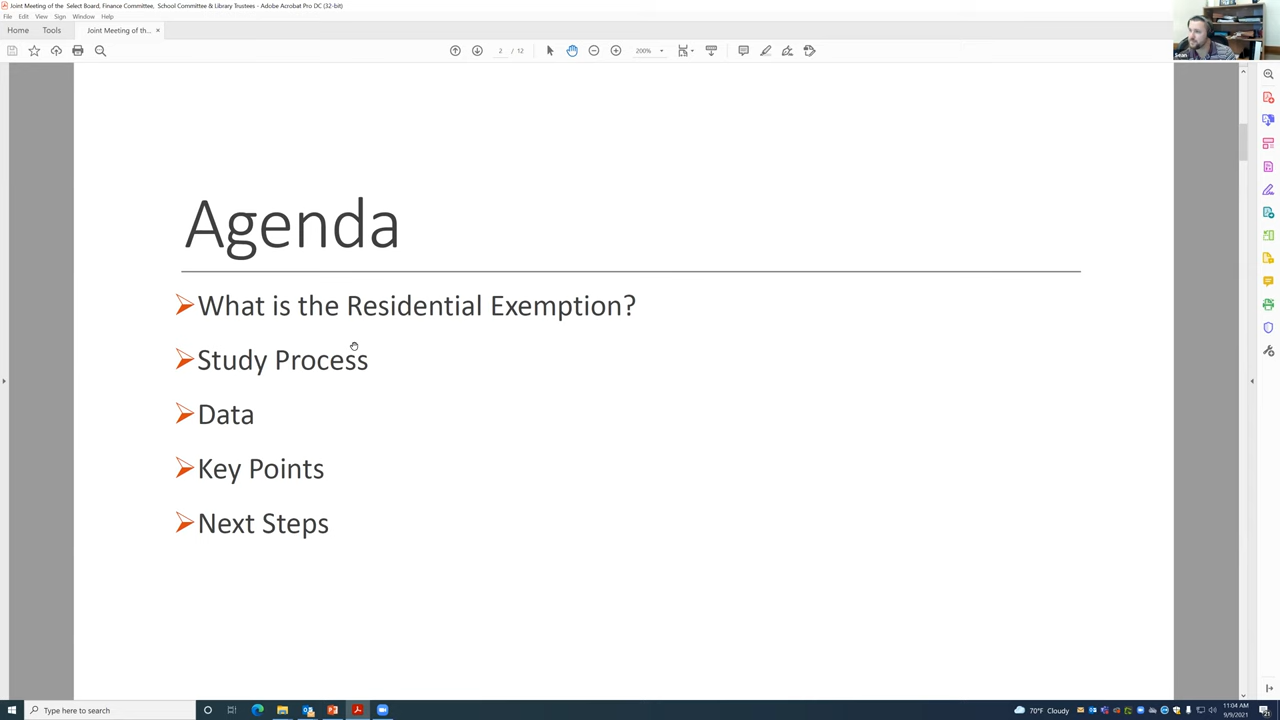 Joint Meeting of the  Select Board, Finance Committee,  School Committee & Library Trustees - Adobe Acrobat Pro DC (32-bit)
File Edit View Sign Window Help
Home Tools Joint Meeting of th... ×
2 / 12 200%
Sean
Agenda
What is the Residential Exemption?
Study Process
Data
Key Points
Next Steps
Type here to search
70°F Cloudy
11:04 AM
9/9/2021
21